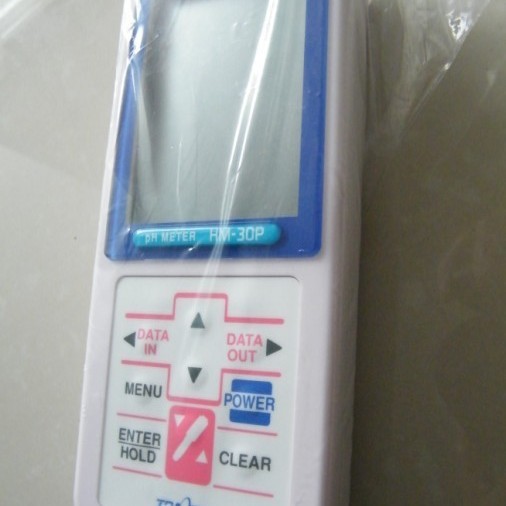 pH METER HM-30P
DATA IN
DATA OUT
MENU
POWER
ENTER
HOLD
CLEAR